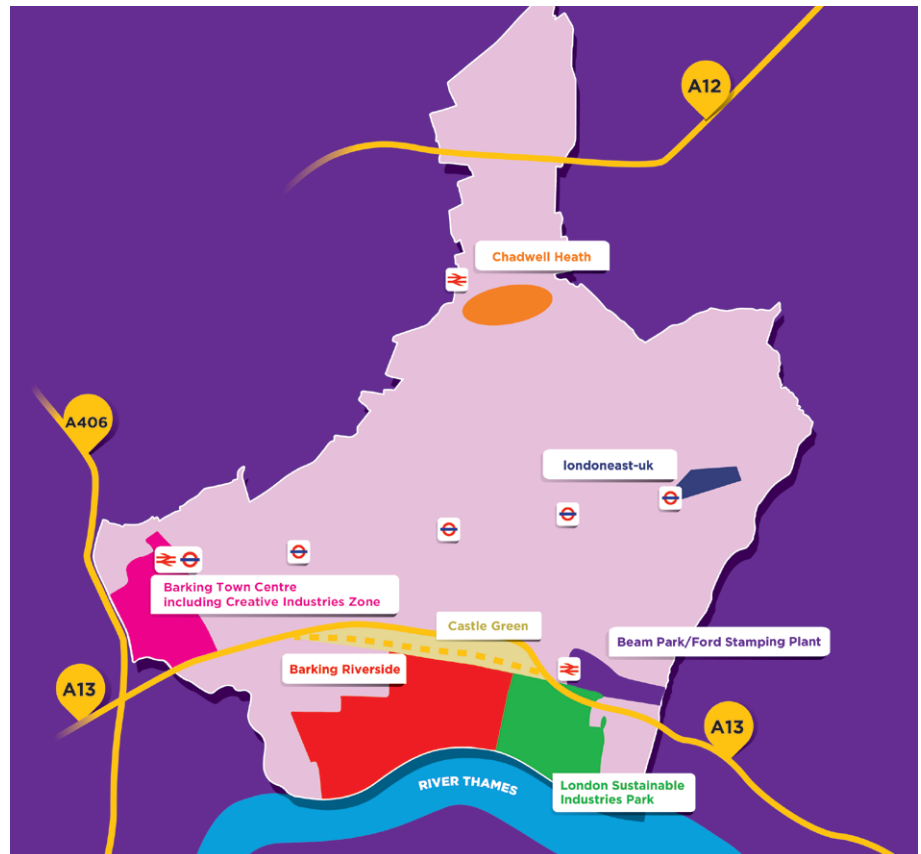 A12
Chadwell Heath
A406
londoneast-uk
Barking Town Centre
including Creative Industries Zone
Castle Green
Beam Park/Ford Stamping Plant
Barking Riverside
A13
A13
RIVER THAMES
London Sustainable
Industries Park